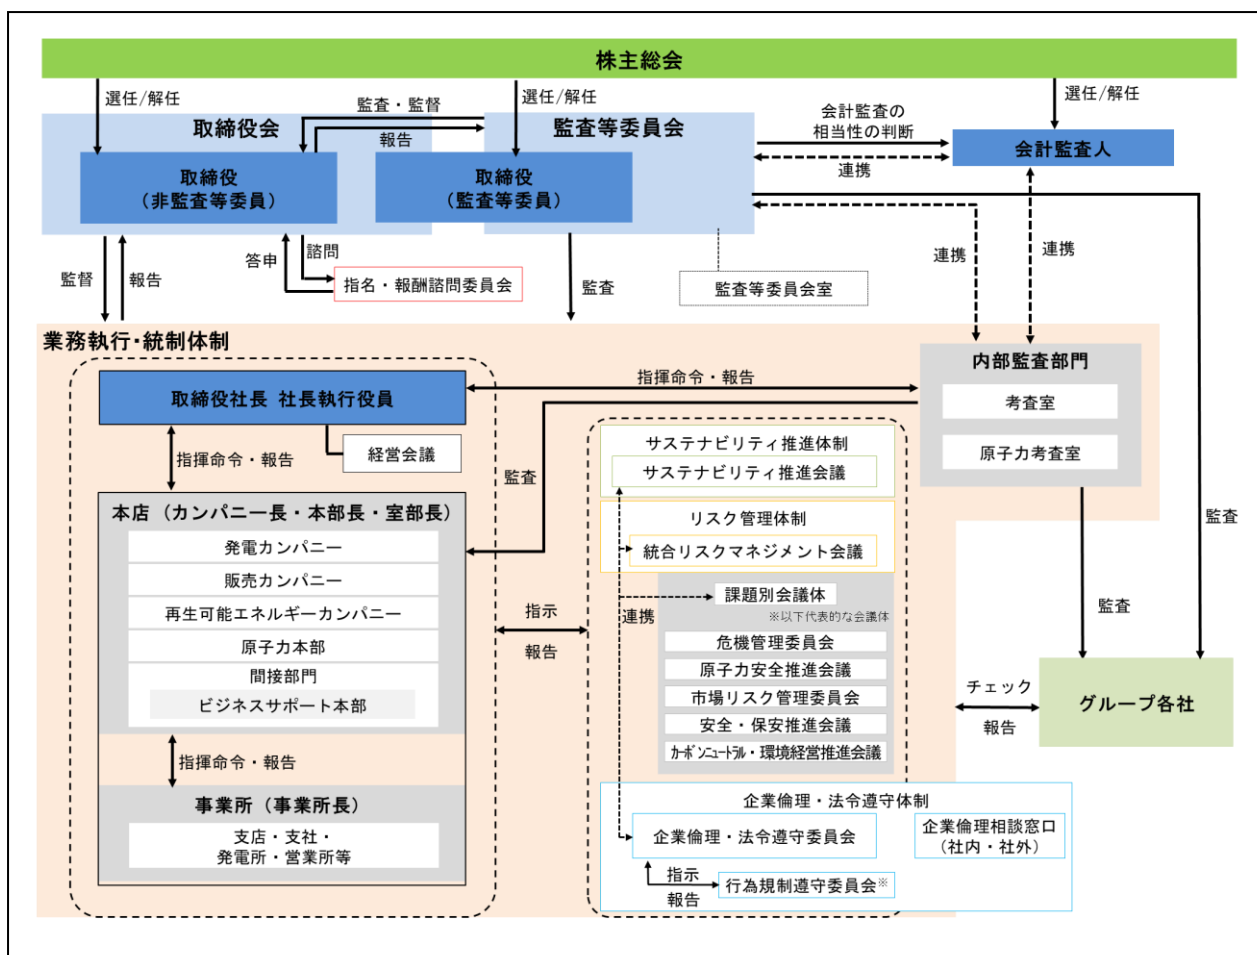 株主総会
選任/解任
監査・監督
選任/解任
会計監査の
相当性の判断
選任/解任
取締役会
報告
監査等委員会
会計監査人
連携
取締役
(非監査等委員)
取締役
(監査等委員)
監督
報告
答申
諮問
指名・報酬諮問委員会
監査
監査等委員会室
連携
連携
業務執行・統制体制
取締役社長 社長執行役員
経営会議
指揮命令・報告
指揮命令・報告
内部監査部門
考査室
原子力考査室
監査
監査
監査
本店(カンパニー長・本部長・室部長)
発電カンパニー
販売カンパニー
再生可能エネルギーカンパニー
原子力本部
間接部門
ビジネスサポート本部
指揮命令・報告
事業所(事業所長)
支店・支社・
発電所・営業所等
指示
報告
サステナビリティ推進体制
サステナビリティ推進会議
リスク管理体制
統合リスクマネジメント会議
課題別会議体
連携
※以下代表的な会議体
危機管理委員会
原子力安全推進会議
市場リスク管理委員会
安全・保安推進会議
カーボンニュートラル・環境経営推進会議
チェック
報告
グループ各社
企業倫理・法令遵守体制
企業倫理・法令遵守委員会
企業倫理相談窓口
(社内・社外)
指示
報告
行為規制遵守委員会※